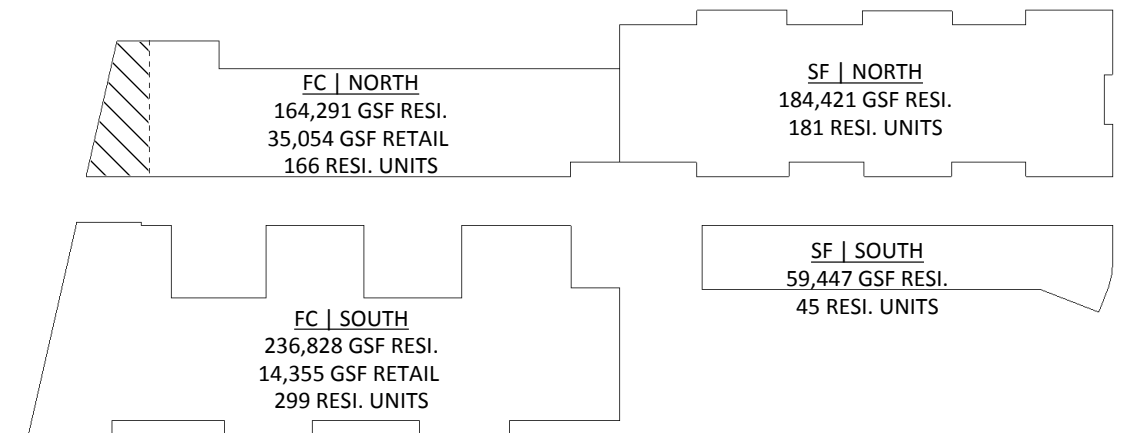 FC | NORTH
164,291 GSF RESI.
35,054 GSF RETAIL
166 RESI. UNITS
SF | NORTH
184,421 GSF RESI.
181 RESI. UNITS
FC | SOUTH
236,828 GSF RESI.
14,355 GSF RETAIL
299 RESI. UNITS
SF | SOUTH
59,447 GSF RESI.
45 RESI. UNITS